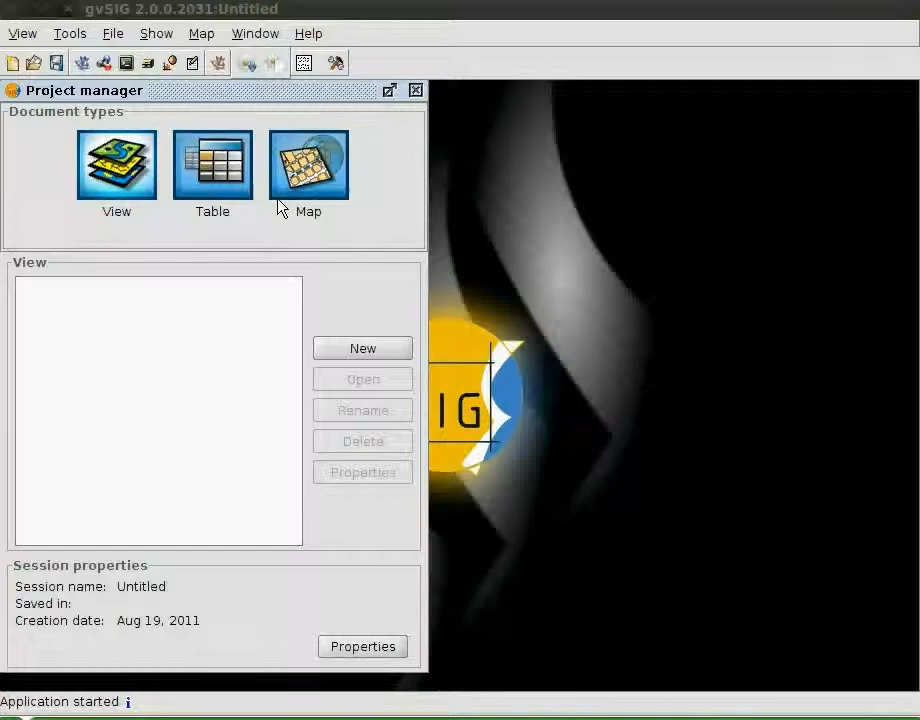 gvSIG 2.0.0.2031:Untitled
View Tools File Show Map Window Help
Project manager
Document types
View Table Map
View
New
Open
Rename
Delete
Properties
IG
Session properties
Session name: Untitled
Saved in:
Creation date: Aug 19, 2011
Properties
Application started i